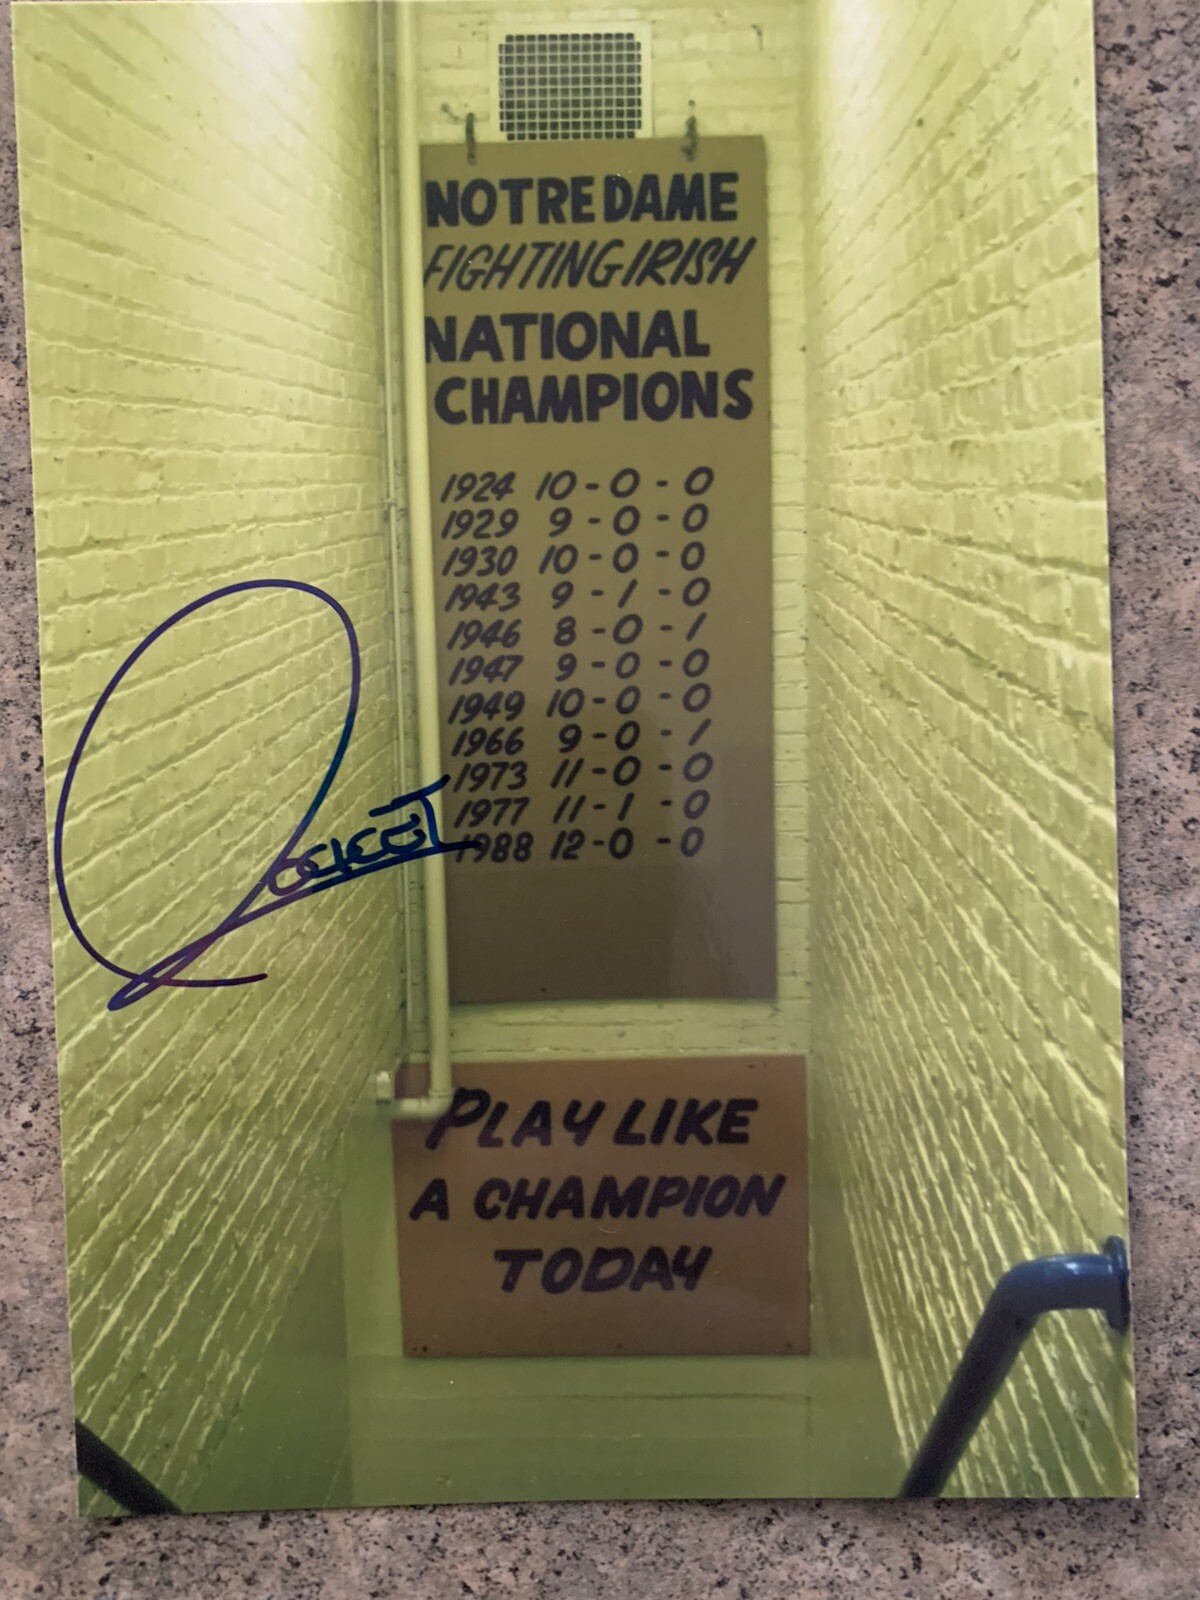 NOTRE DAME
FIGHTING IRISH
NATIONAL
CHAMPIONS
1924 10-0-0
1929 9-0-0
1930 10-0-0
1943 9-1-0
1946 8-0-1
1947 9-0-0
1949 10-0-0
1966 9-0-1
1973 11-0-0
1977 11-1-0
1988 12-0-0
PLAY LIKE
A CHAMPION
TODAY